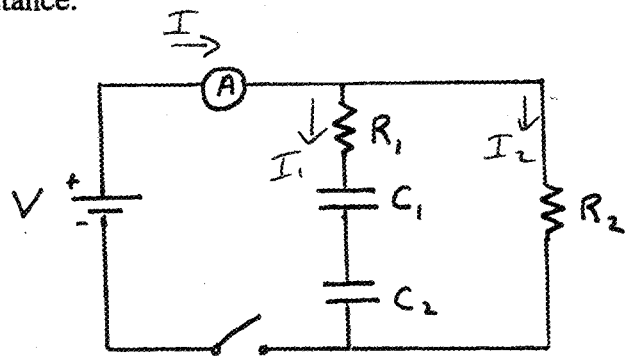 tance.
I
A
R₁
I₁
I₂
V
+
-
C₁
R₂
C₂